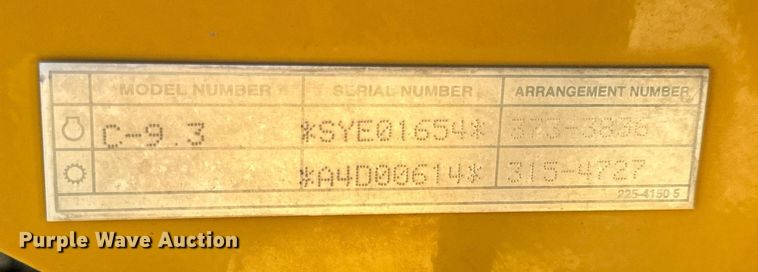 MODEL NUMBER SERIAL NUMBER ARRANGEMENT NUMBER
C-9.3 *SYE01654* 373-3836
*A4D00614* 315-4727
225-4150 5
Purple Wave Auction